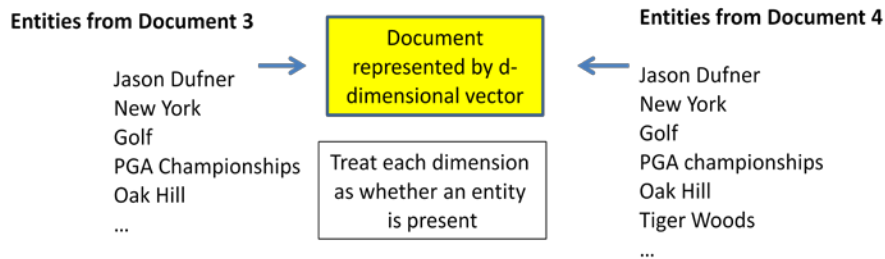 Entities from Document 3
Jason Dufner
New York
Golf
PGA Championships
Oak Hill
...
Document
represented by d-
dimensional vector
Treat each dimension
as whether an entity
is present
Entities from Document 4
Jason Dufner
New York
Golf
PGA championships
Oak Hill
Tiger Woods
...